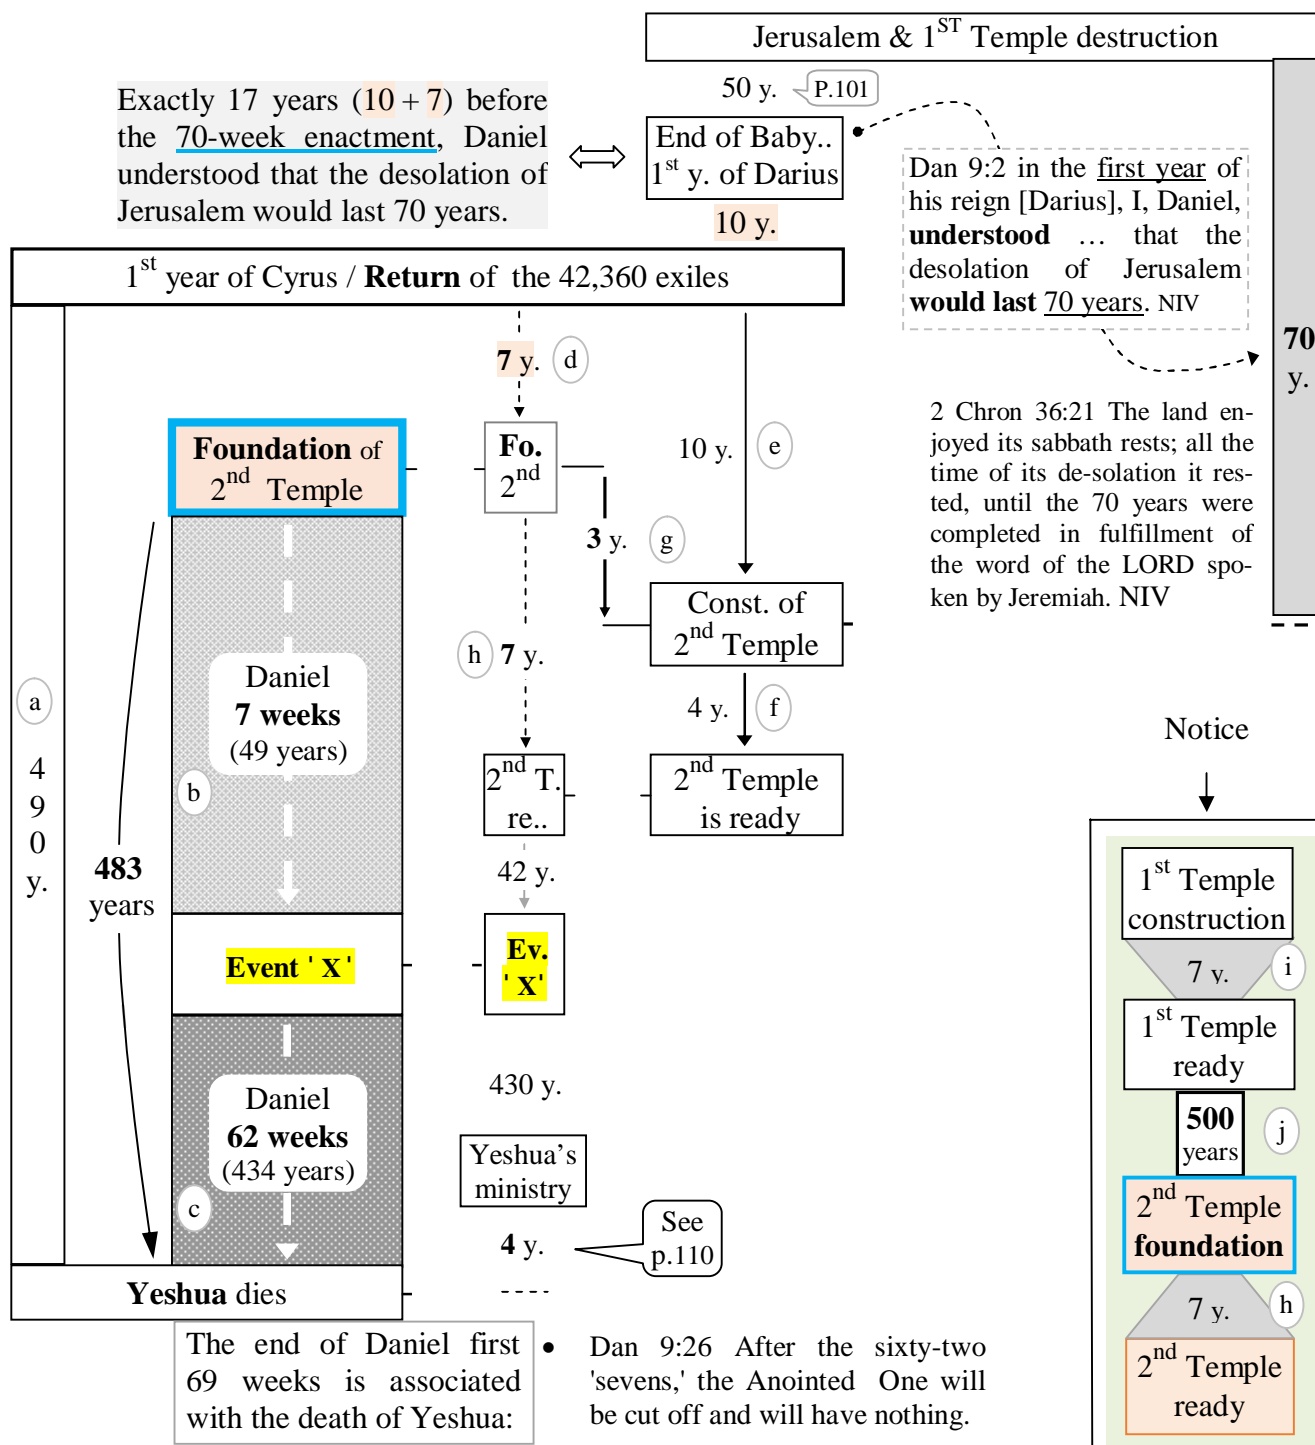 Jerusalem & 1ST Temple destruction
50 y.
P.101
Exactly 17 years (10 + 7) before
the 70-week enactment, Daniel
understood that the desolation of
Jerusalem would last 70 years.
End of Baby..
1st y. of Darius
10 y.
Dan 9:2 in the first year of
his reign [Darius], I, Daniel,
understood … that the
desolation of Jerusalem
would last 70 years. NIV
70
y.
1st year of Cyrus / Return of the 42,360 exiles
7 y.
d
2 Chron 36:21 The land en-
joyed its sabbath rests; all the
time of its de-solation it res-
ted, until the 70 years were
completed in fulfillment of
the word of the LORD spo-
ken by Jeremiah. NIV
Foundation of
2nd Temple
Fo.
2nd
10 y.
e
3 y.
g
Const. of
2nd Temple
h
7 y.
4 y.
f
a
4
9
0
y.
Daniel
7 weeks
(49 years)
b
483
years
2nd T.
re..
2nd Temple
is ready
42 y.
Event ' X '
Ev.
' X'
430 y.
Daniel
62 weeks
(434 years)
c
Yeshua's
ministry
4 y.
See
p.110
Yeshua dies
The end of Daniel first
69 weeks is associated
with the death of Yeshua:
• Dan 9:26 After the sixty-two
'sevens,' the Anointed One will
be cut off and will have nothing.
Notice
1st Temple
construction
7 y.
i
1st Temple
ready
500
years
j
2nd Temple
foundation
7 y.
h
2nd Temple
ready